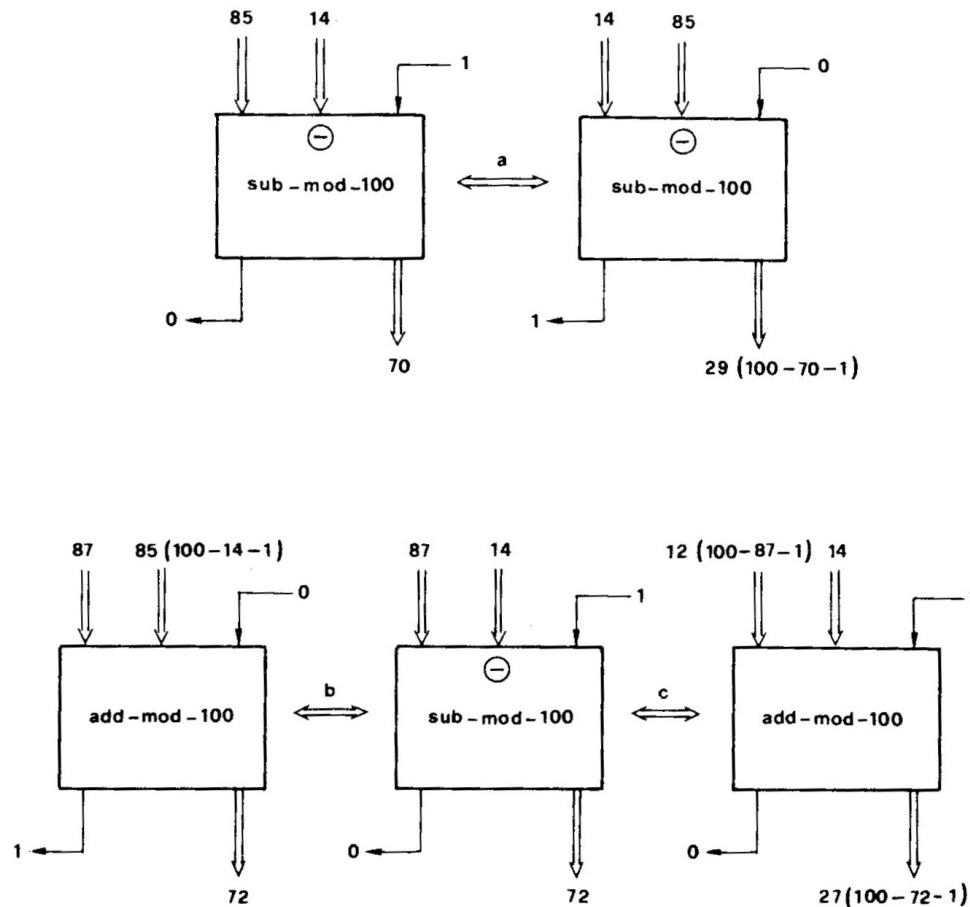 85 14 1
14 85 0
⊖ ⊖
sub-mod-100 a sub-mod-100
0 1
70 29 (100-70-1)
87 85 (100-14-1) 87 14 12 (100-87-1) 14
0 1
⊖
add-mod-100 b sub-mod-100 c add-mod-100
1 0 0
72 72 27(100-72-1)